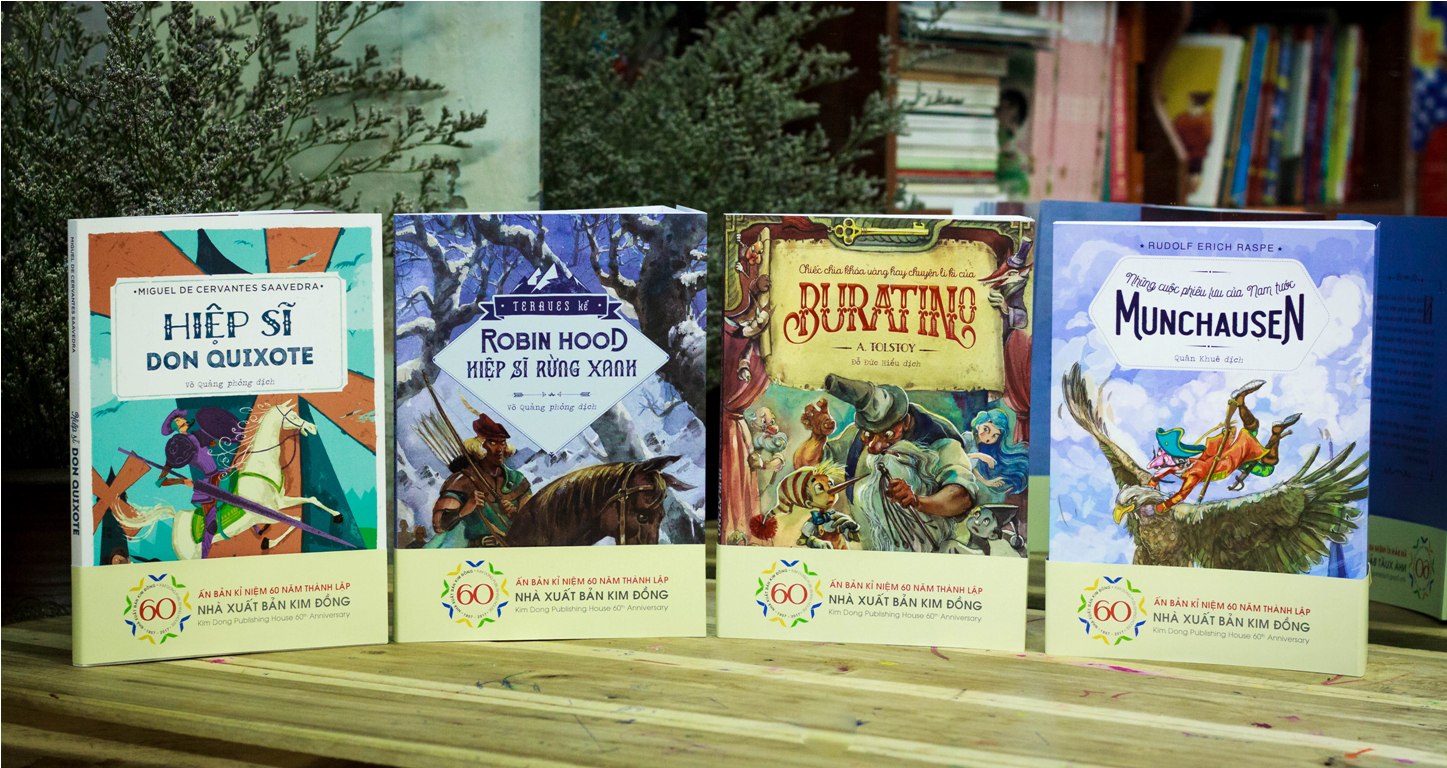 MIGUEL DE CERVANTES SAAVEDRA
Hiệp sĩ DON QUIXOTE
•MIGUEL DE CERVANTES SAAVEDRA•
HIỆP SĨ
DON QUIXOTE
Võ Quảng phỏng dịch
60
ẤN BẢN KỈ NIỆM 60 NĂM THÀNH LẬP
NHÀ XUẤT BẢN KIM ĐỒNG
Kim Dong Publishing House 60th Anniversary
TERAUES kể
ROBIN HOOD
HIỆP SĨ RỪNG XANH
Võ Quảng phỏng dịch
60
ẤN BẢN KỈ NIỆM 60 NĂM THÀNH LẬP
NHÀ XUẤT BẢN KIM ĐỒNG
Kim Dong Publishing House 60th Anniversary
Chiếc chìa khóa vàng hay chuyện li kì của
BURATINO
A. TOLSTOY
Đỗ Đức Hiểu dịch
60
ẤN BẢN KỈ NIỆM 60 NĂM THÀNH LẬP
NHÀ XUẤT BẢN KIM ĐỒNG
Kim Dong Publishing House 60th Anniversary
RUDOLF ERICH RASPE
Những cuộc phiêu lưu của Nam tước
MUNCHAUSEN
Quân Khuê dịch
60
ẤN BẢN KỈ NIỆM 60 NĂM THÀNH LẬP
NHÀ XUẤT BẢN KIM ĐỒNG
Kim Dong Publishing House 60th Anniversary